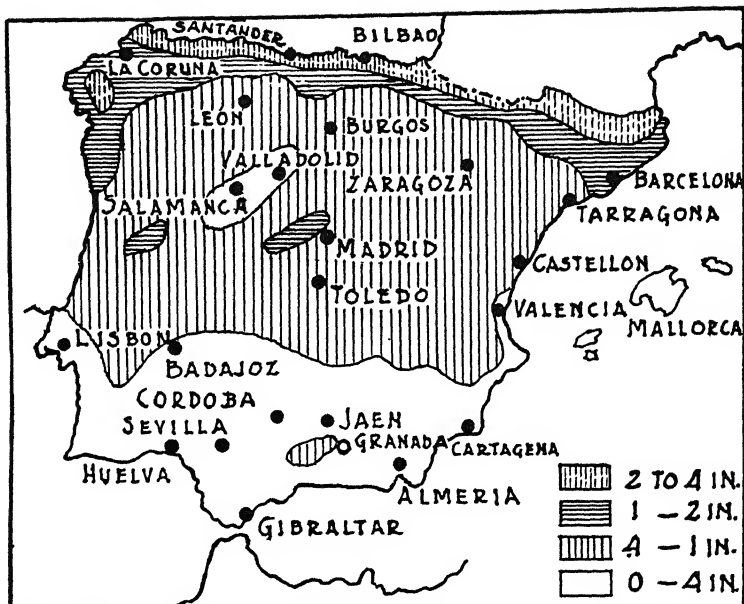 SANTANDER
BILBAO
LA CORUNA
LEÓN
BURGOS
VALLADOLID
ZARAGOZA
SALAMANCA
BARCELONA
TARRAGONA
MADRID
CASTELLON
TOLEDO
VALENCIA
MALLORCA
LISBON
BADAJOZ
CORDOBA
JAEN
SEVILLA
GRANADA
CARTAGENA
HUELVA
ALMERIA
GIBRALTAR
2 TO 4 IN.
1 - 2 IN.
4 - 1 IN.
0 - 4 IN.